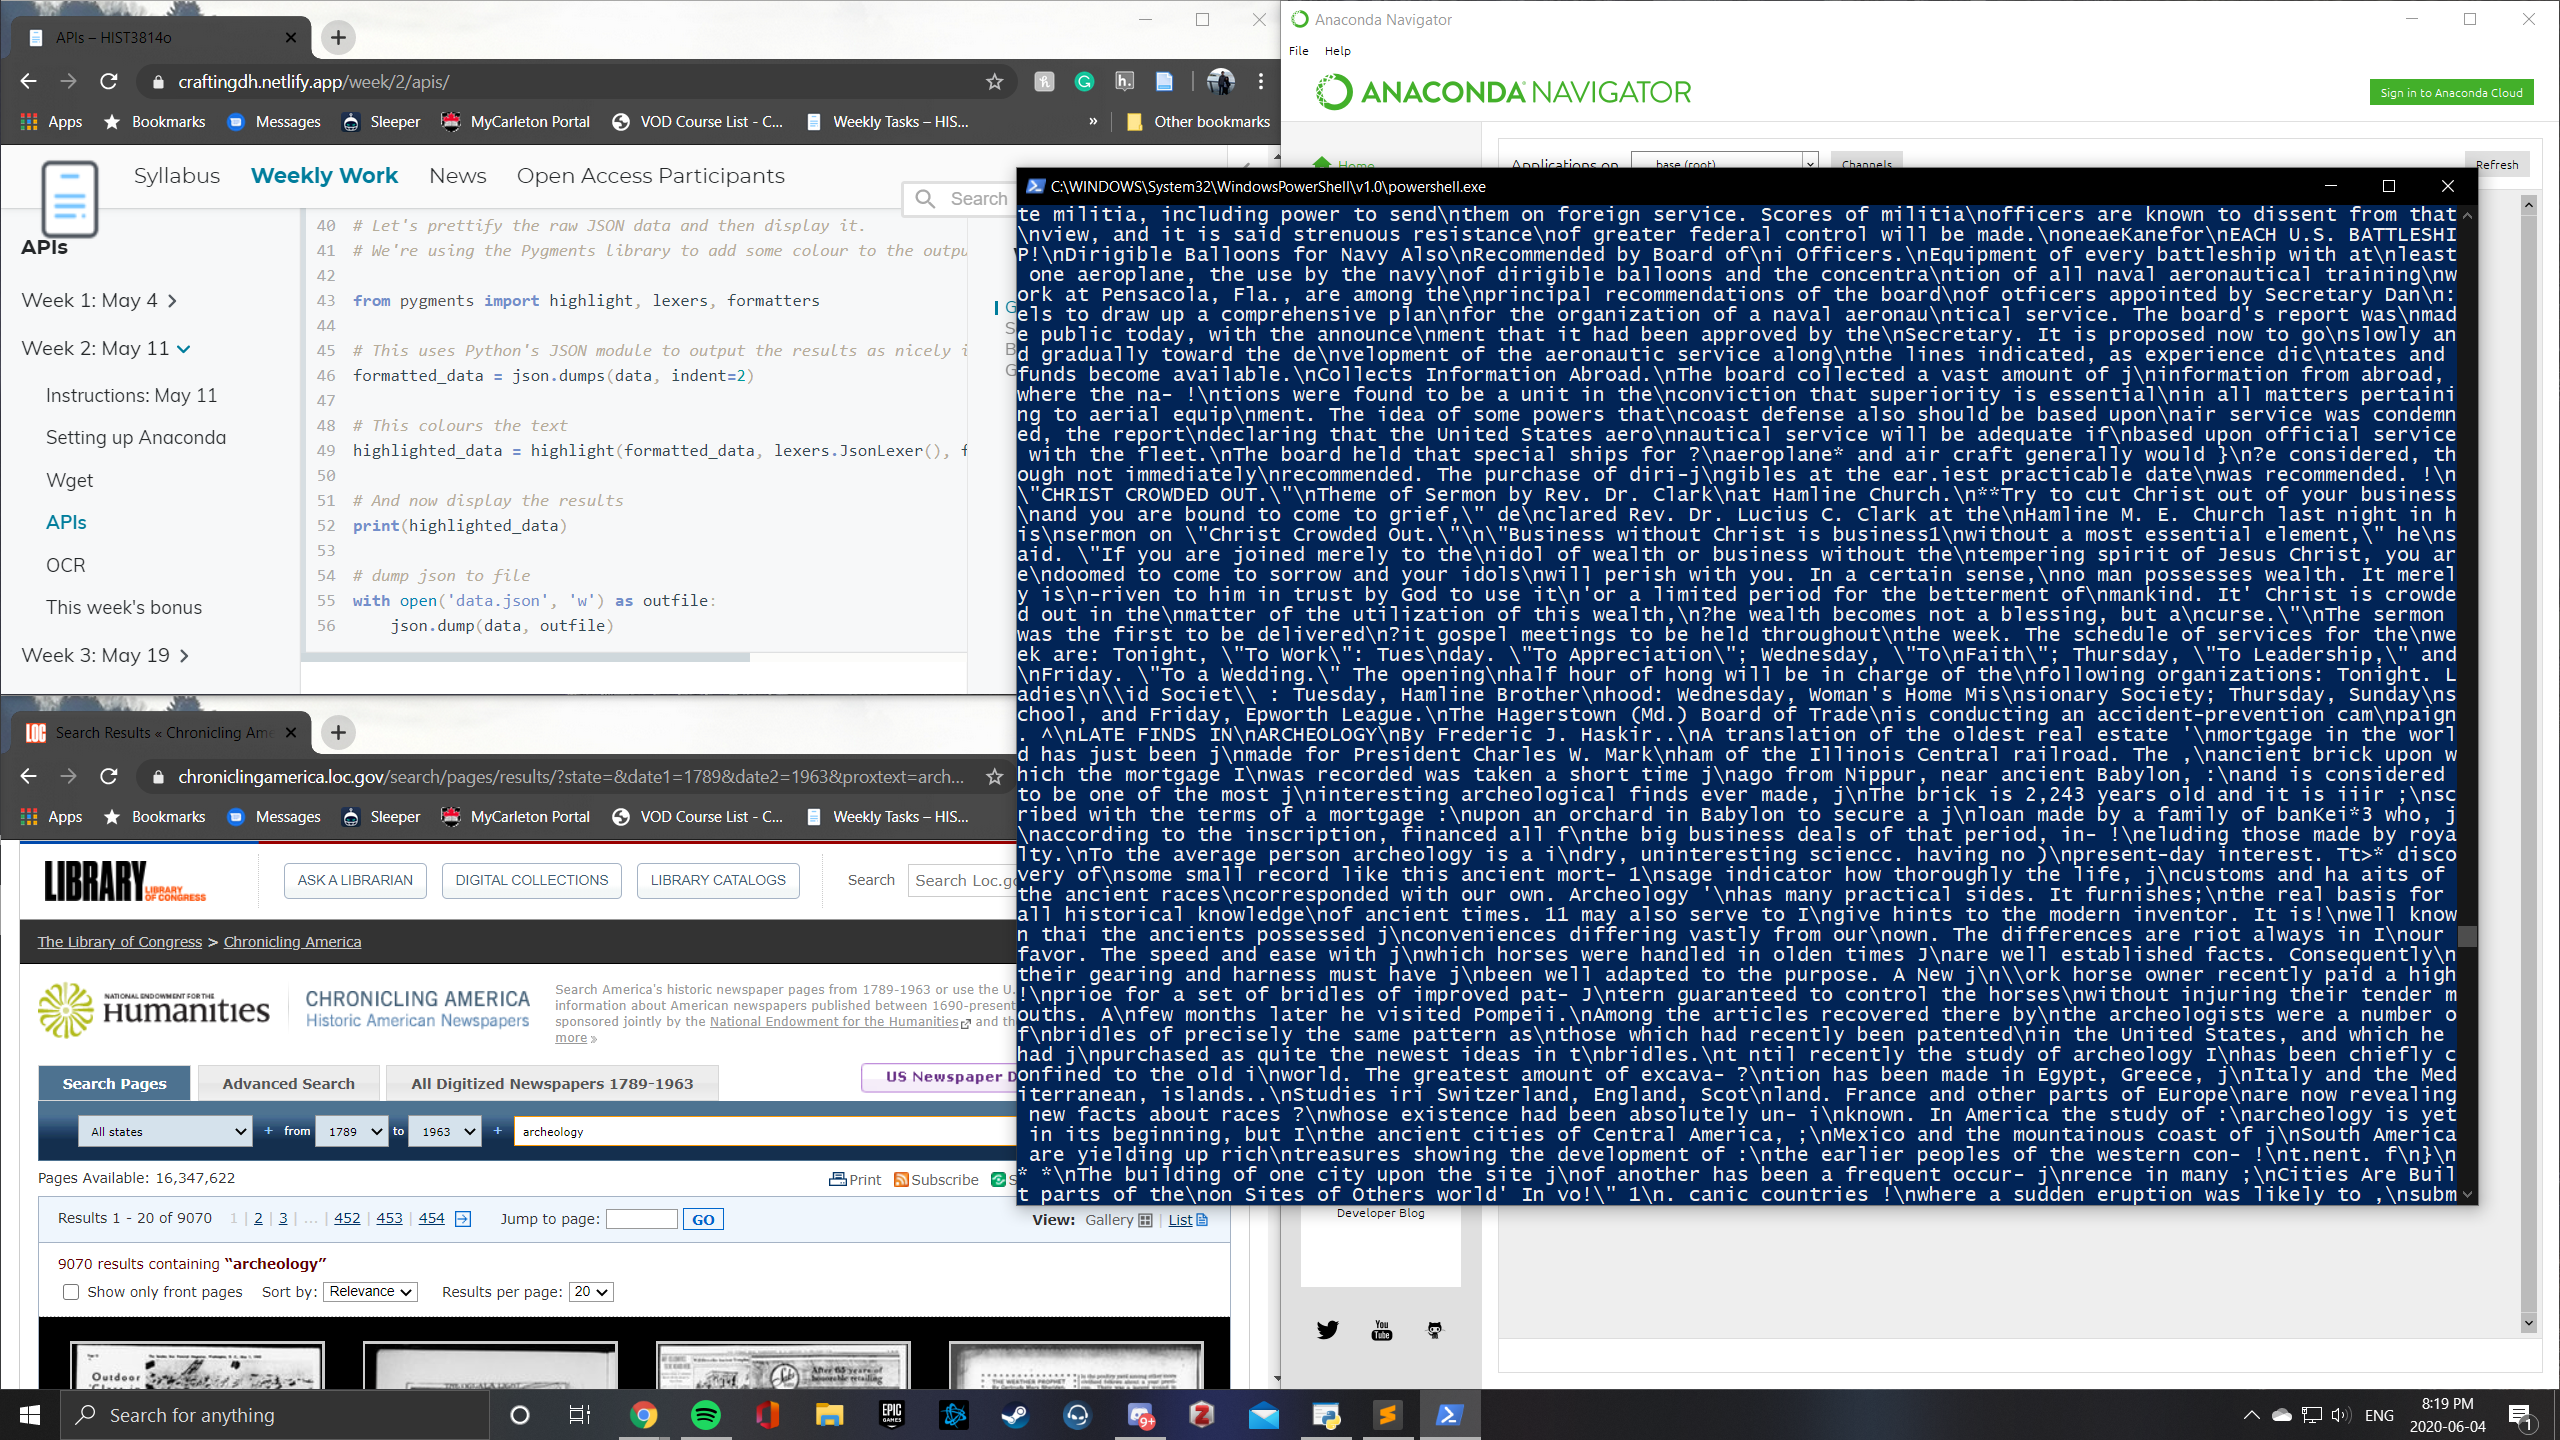 APIs – HIST3814o
craftingdh.netlify.app/week/2/apis/
Apps Bookmarks Messages Sleeper MyCarleton Portal VOD Course List - C... Weekly Tasks – HIS... » Other bookmarks
Syllabus Weekly Work News Open Access Participants
Search
APIs
Week 1: May 4
Week 2: May 11
Instructions: May 11
Setting up Anaconda
Wget
APIs
OCR
This week's bonus
Week 3: May 19
40 # Let's prettify the raw JSON data and then display it.
41 # We're using the Pygments library to add some colour to the outpu
42
43 from pygments import highlight, lexers, formatters
44
45 # This uses Python's JSON module to output the results as nicely i
46 formatted_data = json.dumps(data, indent=2)
47
48 # This colours the text
49 highlighted_data = highlight(formatted_data, lexers.JsonLexer(), f
50
51 # And now display the results
52 print(highlighted_data)
53
54 # dump json to file
55 with open('data.json', 'w') as outfile:
56 json.dump(data, outfile)
Search Results « Chronicling Ame
chroniclingamerica.loc.gov/search/pages/results/?state=&date1=1789&date2=1963&proxtext=arch...
Apps Bookmarks Messages Sleeper MyCarleton Portal VOD Course List - C... Weekly Tasks – HIS...
LIBRARY LIBRARY OF CONGRESS
ASK A LIBRARIAN DIGITAL COLLECTIONS LIBRARY CATALOGS Search Search Loc.go
The Library of Congress > Chronicling America
NATIONAL ENDOWMENT FOR THE Humanities
CHRONICLING AMERICA
Historic American Newspapers
Search America's historic newspaper pages from 1789-1963 or use the U.
information about American newspapers published between 1690-present
sponsored jointly by the National Endowment for the Humanities and th
more »
Search Pages Advanced Search All Digitized Newspapers 1789-1963 US Newspaper D
All states + from 1789 to 1963 + archeology
Pages Available: 16,347,622 Print Subscribe S
Results 1 - 20 of 9070 1 | 2 | 3 | ... | 452 | 453 | 454 Jump to page: GO View: Gallery | List
9070 results containing “archeology”
Show only front pages Sort by: Relevance Results per page: 20
Outdoor
After 65 years of
honorable retailing
THE WEATHER PROPHET
Anaconda Navigator
File Help
ANACONDA NAVIGATOR
Sign in to Anaconda Cloud
Home
Applications on base (root) Channels Refresh
C:\WINDOWS\System32\WindowsPowerShell\v1.0\powershell.exe
te militia, including power to send\nthem on foreign service. Scores of militia\nofficers are known to dissent from that
\nview, and it is said strenuous resistance\nof greater federal control will be made.\noneaeKanefor\nEACH U.S. BATTLESHI
P!\nDirigible Balloons for Navy Also\nRecommended by Board of\ni Officers.\nEquipment of every battleship with at\nleast
one aeroplane, the use by the navy\nof dirigible balloons and the concentra\ntion of all naval aeronautical training\nw
ork at Pensacola, Fla., are among the\nprincipal recommendations of the board\nof otficers appointed by Secretary Dan\n:
els to draw up a comprehensive plan\nfor the organization of a naval aeronau\ntical service. The board's report was\nmad
e public today, with the announce\nment that it had been approved by the\nSecretary. It is proposed now to go\nslowly an
d gradually toward the de\nvelopment of the aeronautic service along\nthe lines indicated, as experience dic\ntates and
funds become available.\nCollects Information Abroad.\nThe board collected a vast amount of j\ninformation from abroad,
where the na- !\ntions were found to be a unit in the\nconviction that superiority is essential\nin all matters pertaini
ng to aerial equip\nment. The idea of some powers that\ncoast defense also should be based upon\nair service was condemn
ed, the report\ndeclaring that the United States aero\nnautical service will be adequate if\nbased upon official service
with the fleet.\nThe board held that special ships for ?\naeroplane* and air craft generally would }\n?e considered, th
ough not immediately\nrecommended. The purchase of diri-j\ngibles at the ear.iest practicable date\nwas recommended. !\n
\"CHRIST CROWDED OUT.\"\nTheme of Sermon by Rev. Dr. Clark\nat Hamline Church.\n**Try to cut Christ out of your business
\nand you are bound to come to grief,\" de\nclared Rev. Dr. Lucius C. Clark at the\nHamline M. E. Church last night in h
is\nsermon on \"Christ Crowded Out.\"\n\"Business without Christ is business1\nwithout a most essential element,\" he\ns
aid. \"If you are joined merely to the\nidol of wealth or business without the\ntempering spirit of Jesus Christ, you ar
e\ndoomed to come to sorrow and your idols\nwill perish with you. In a certain sense,\nno man possesses wealth. It merel
y is\n-riven to him in trust by God to use it\n'or a limited period for the betterment of\nmankind. It' Christ is crowde
d out in the\nmatter of the utilization of this wealth,\n?he wealth becomes not a blessing, but a\ncurse.\"\nThe sermon
was the first to be delivered\n?it gospel meetings to be held throughout\nthe week. The schedule of services for the\nwe
ek are: Tonight, \"To Work\": Tues\nday. \"To Appreciation\"; Wednesday, \"To\nFaith\"; Thursday, \"To Leadership,\" and
\nFriday. \"To a Wedding.\" The opening\nhalf hour of hong will be in charge of the\nfollowing organizations: Tonight. L
adies\n\\id Societ\\ : Tuesday, Hamline Brother\nhood: Wednesday, Woman's Home Mis\nsionary Society; Thursday, Sunday\ns
chool, and Friday, Epworth League.\nThe Hagerstown (Md.) Board of Trade\nis conducting an accident-prevention cam\npaign
. ^\nLATE FINDS IN\nARCHEOLOGY\nBy Frederic J. Haskir..\nA translation of the oldest real estate '\nmortgage in the worl
d has just been j\nmade for President Charles W. Mark\nham of the Illinois Central railroad. The ,\nancient brick upon w
hich the mortgage I\nwas recorded was taken a short time j\nago from Nippur, near ancient Babylon, :\nand is considered
to be one of the most j\ninteresting archeological finds ever made, j\nThe brick is 2,243 years old and it is iiir ;\nsc
ribed with the terms of a mortgage :\nupon an orchard in Babylon to secure a j\nloan made by a family of banKei*3 who, j
\naccording to the inscription, financed all f\nthe big business deals of that period, in- !\neluding those made by roya
lty.\nTo the average person archeology is a i\ndry, uninteresting sciencc. having no )\npresent-day interest. Tt>* disco
very of\nsome small record like this ancient mort- 1\nsage indicator how thoroughly the life, j\ncustoms and ha aits of
the ancient races\ncorresponded with our own. Archeology '\nhas many practical sides. It furnishes;\nthe real basis for
all historical knowledge\nof ancient times. 11 may also serve to I\ngive hints to the modern inventor. It is!\nwell know
n thai the ancients possessed j\nconveniences differing vastly from our\nown. The differences are riot always in I\nour
favor. The speed and ease with j\nwhich horses were handled in olden times J\nare well established facts. Consequently\n
their gearing and harness must have j\nbeen well adapted to the purpose. A New j\n\\ork horse owner recently paid a high
!\nprioe for a set of bridles of improved pat- J\ntern guaranteed to control the horses\nwithout injuring their tender m
ouths. A\nfew months later he visited Pompeii.\nAmong the articles recovered there by\nthe archeologists were a number o
f\nbridles of precisely the same pattern as\nthose which had recently been patented\nin the United States, and which he
had j\npurchased as quite the newest ideas in t\nbridles.\nt ntil recently the study of archeology I\nhas been chiefly c
onfined to the old i\nworld. The greatest amount of excava- ?\ntion has been made in Egypt, Greece, j\nItaly and the Med
iterranean, islands..\nStudies iri Switzerland, England, Scot\nland. France and other parts of Europe\nare now revealing
new facts about races ?\nwhose existence had been absolutely un- i\nknown. In America the study of :\narcheology is yet
in its beginning, but I\nthe ancient cities of Central America, ;\nMexico and the mountainous coast of j\nSouth America
are yielding up rich\ntreasures showing the development of :\nthe earlier peoples of the western con- !\nt.nent. f\n}\n
* *\nThe building of one city upon the site j\nof another has been a frequent occur- j\nrence in many ;\nCities Are Buil
t parts of the\non Sites of Others world' In vo!\" 1\n. canic countries !\nwhere a sudden eruption was likely to ,\nsubm
Developer Blog
Search for anything
ENG
8:19 PM
2020-06-04